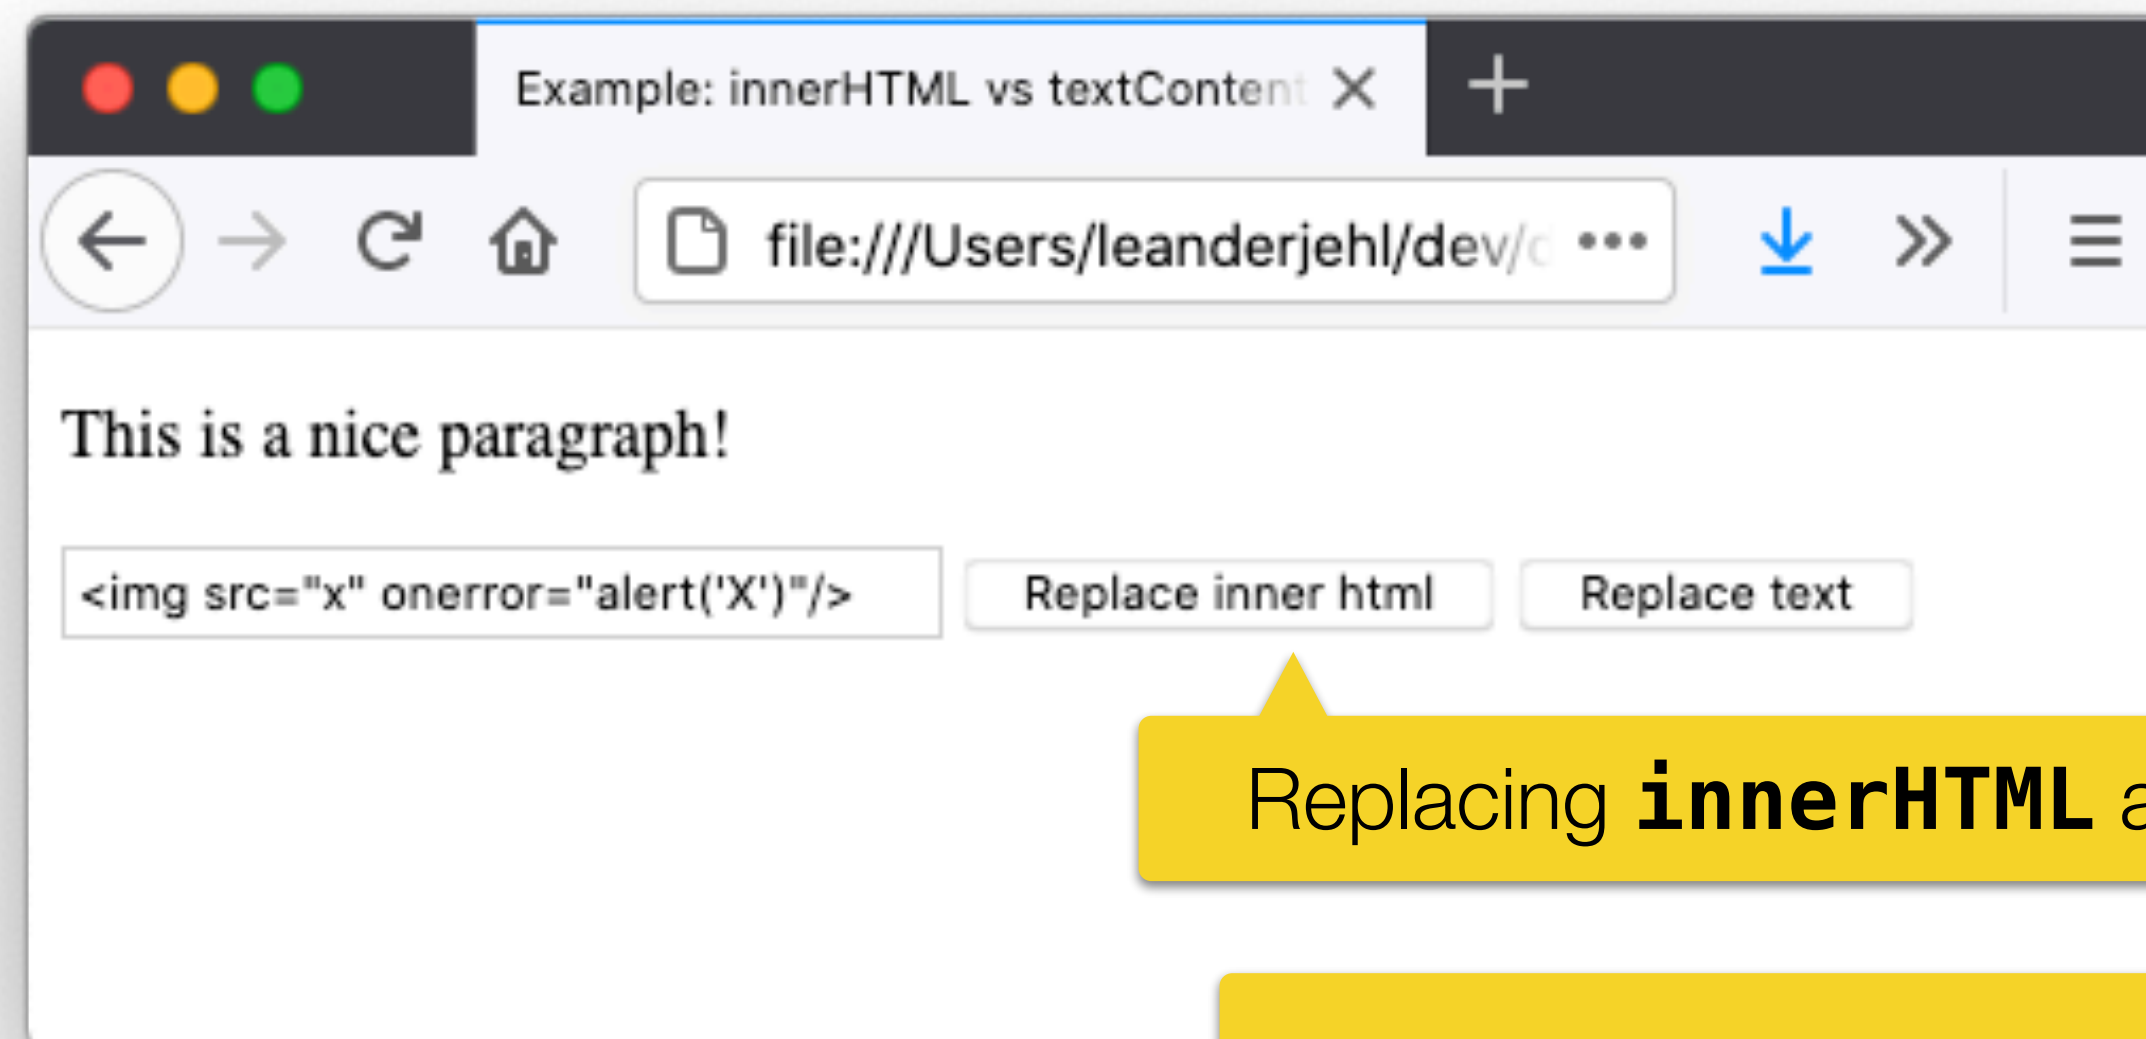 Example: innerHTML vs textContent
file:///Users/leanderjehl/dev/
This is a nice paragraph!
<img src="x" onerror="alert('X')"/> Replace inner html Replace text
Replacing innerHTML